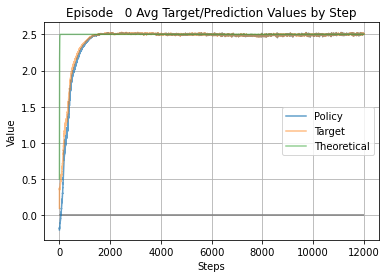 Episode   0 Avg Target/Prediction Values by Step
2.5
2.0
1.5
1.0
0.5
0.0
Value
Policy
Target
Theoretical
0
2000
4000
6000
8000
10000
12000
Steps